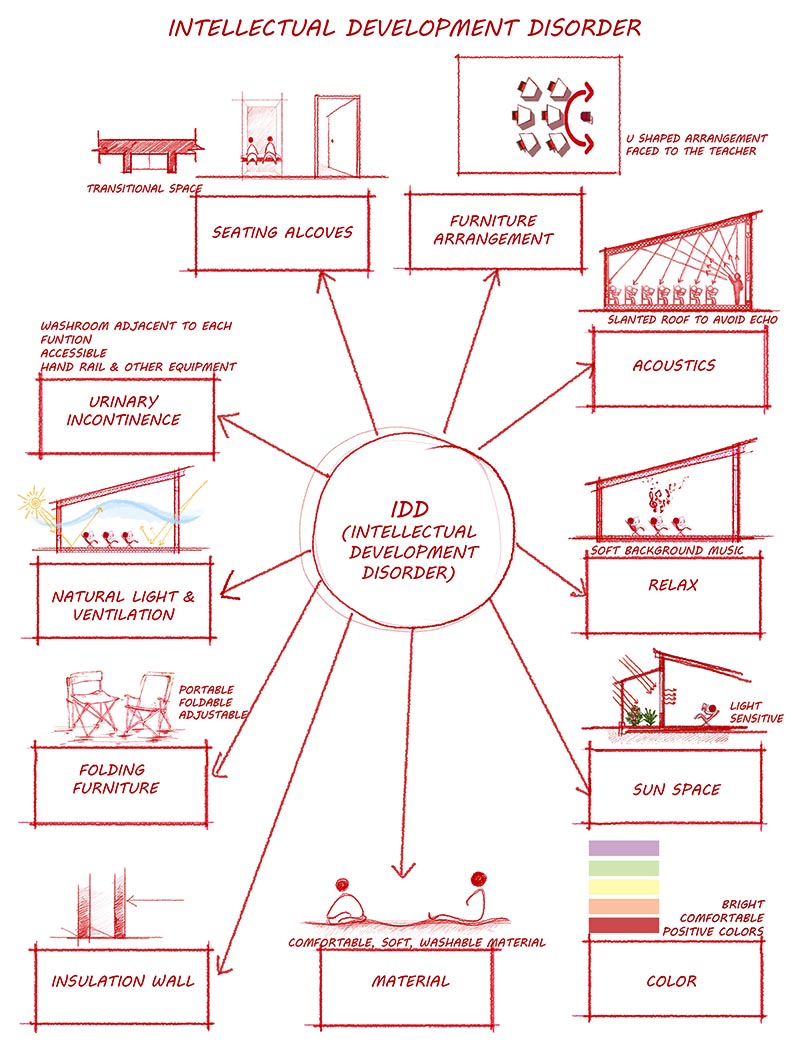 INTELLECTUAL DEVELOPMENT DISORDER
U SHAPED ARRANGEMENT
FACED TO THE TEACHER
TRANSITIONAL SPACE
SEATING ALCOVES
FURNITURE
ARRANGEMENT
SLANTED ROOF TO AVOID ECHO
ACOUSTICS
WASHROOM ADJACENT TO EACH
FUNTION
ACCESSIBLE
HAND RAIL & OTHER EQUIPMENT
URINARY
INCONTINENCE
IDD
(INTELLECTUAL
DEVELOPMENT
DISORDER)
SOFT BACKGROUND MUSIC
RELAX
NATURAL LIGHT &
VENTILATION
PORTABLE
FOLDABLE
ADJUSTABLE
FOLDING
FURNITURE
LIGHT
SENSITIVE
SUN SPACE
BRIGHT
COMFORTABLE
POSITIVE COLORS
COLOR
COMFORTABLE, SOFT, WASHABLE MATERIAL
MATERIAL
INSULATION WALL